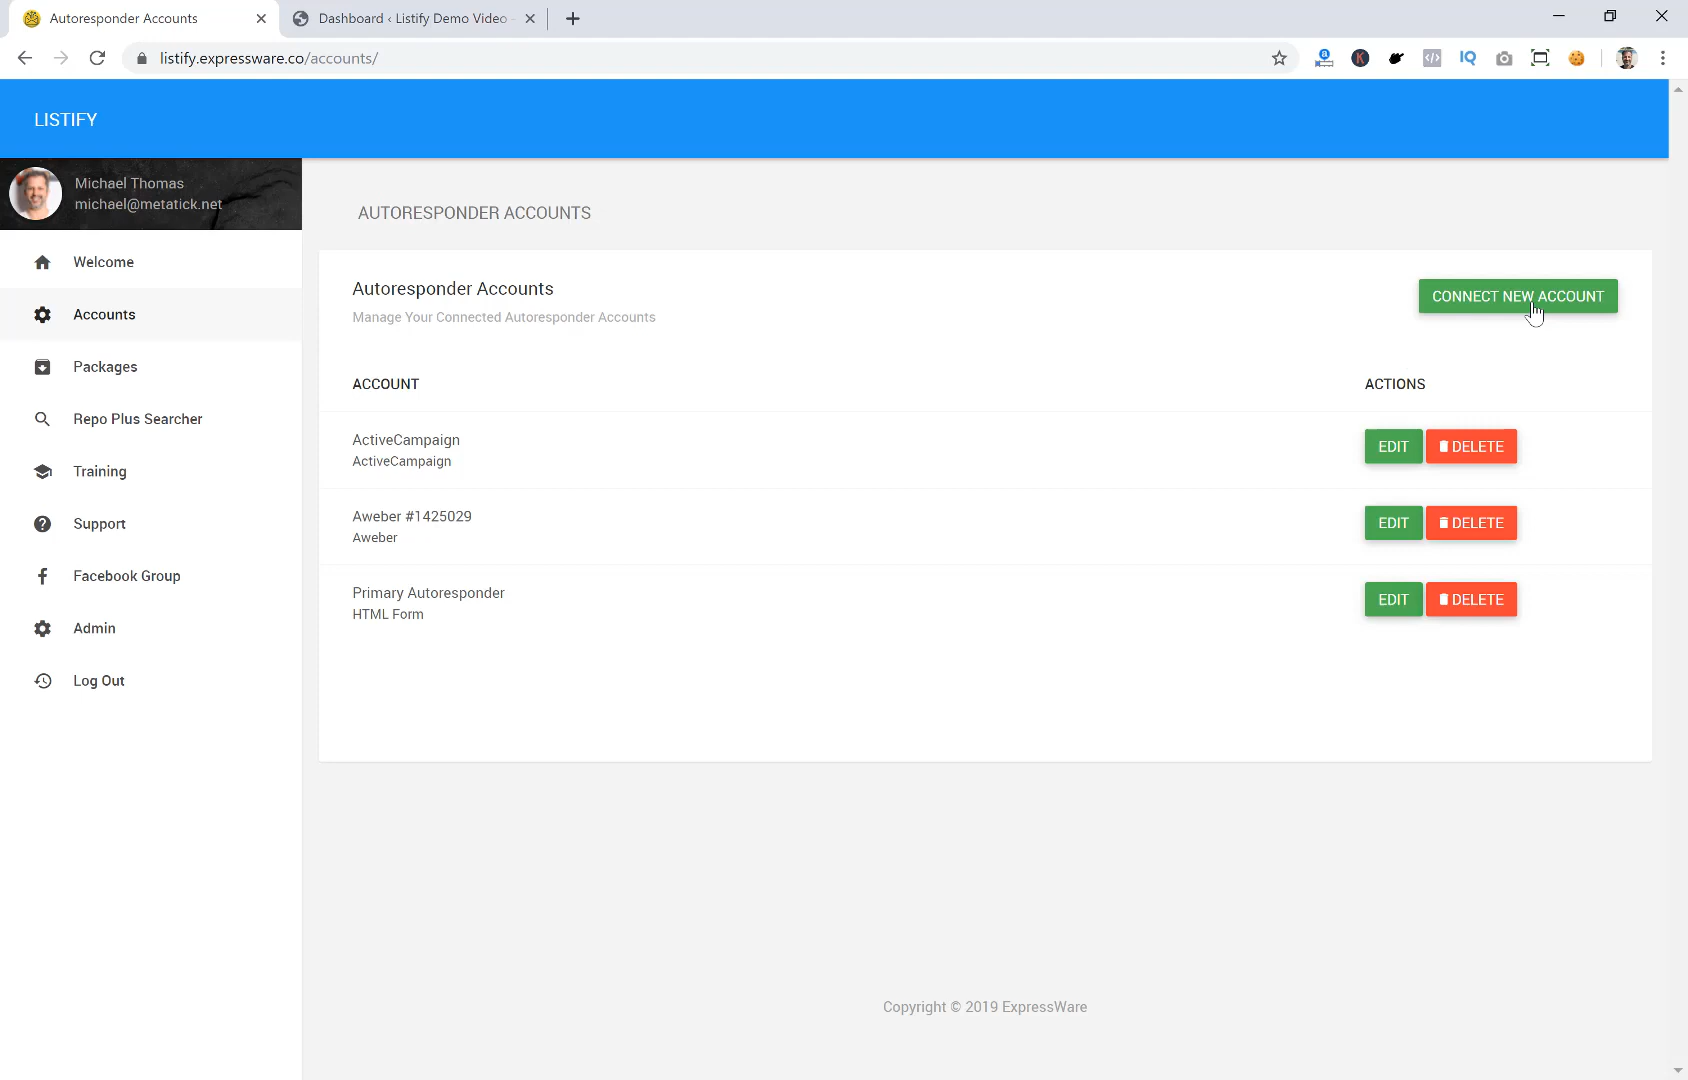 Autoresponder Accounts
Dashboard ‹ Listify Demo Video -
listify.expressware.co/accounts/
LISTIFY
Michael Thomas
michael@metatick.net
Welcome
Accounts
Packages
Repo Plus Searcher
Training
Support
Facebook Group
Admin
Log Out
AUTORESPONDER ACCOUNTS
Autoresponder Accounts
Manage Your Connected Autoresponder Accounts
CONNECT NEW ACCOUNT
ACCOUNT ACTIONS
ActiveCampaign
ActiveCampaign
EDIT DELETE
Aweber #1425029
Aweber
EDIT DELETE
Primary Autoresponder
HTML Form
EDIT DELETE
Copyright © 2019 ExpressWare